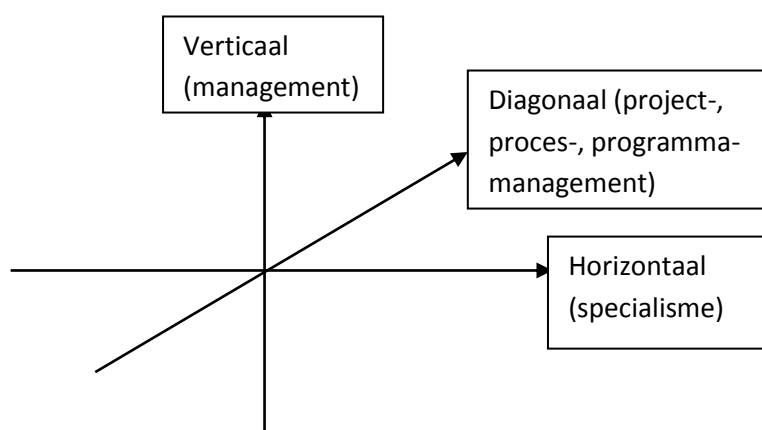 Verticaal
(management)
Diagonaal (project-,
proces-, programma-
management)
Horizontaal
(specialisme)